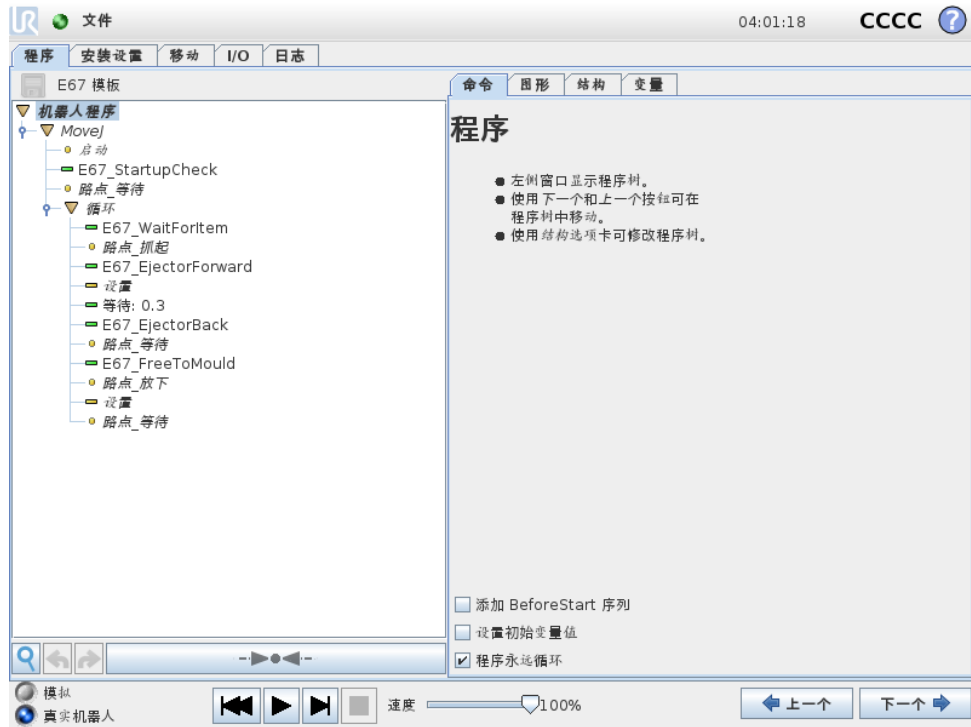 UR 文件 04:01:18 CCCC ?
程序 安装设置 移动 I/O 日志
E67 模板
命令 图形 结构 变量
机器人程序
MoveJ
启动
E67_StartupCheck
路点_等待
循环
E67_WaitForItem
路点_抓起
E67_EjectorForward
设置
等待: 0.3
E67_EjectorBack
路点_等待
E67_FreeToMould
路点_放下
设置
路点_等待
程序
左侧窗口显示程序树。
使用下一个和上一个按钮可在
程序树中移动。
使用结构选项卡可修改程序树。
添加 BeforeStart 序列
设置初始变量值
程序永远循环
模拟
真实机器人
速度 100%
上一个 下一个